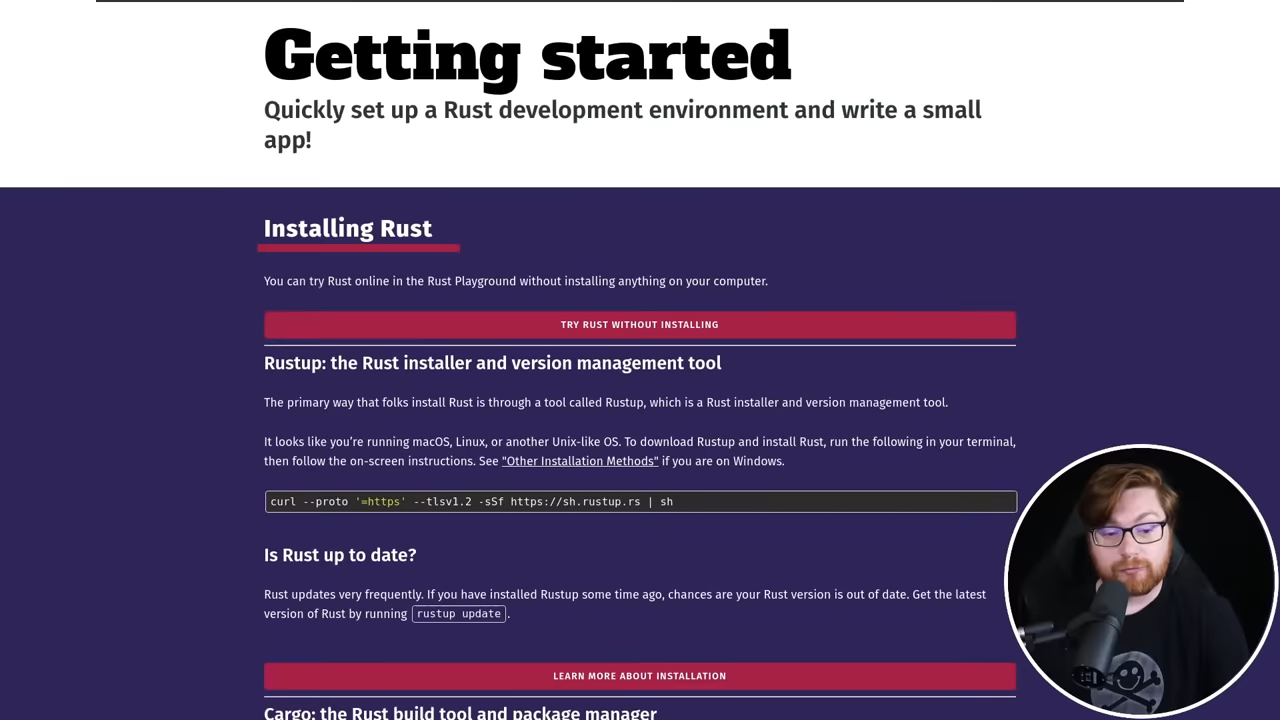 Getting started
Quickly set up a Rust development environment and write a small
app!
Installing Rust
You can try Rust online in the Rust Playground without installing anything on your computer.
TRY RUST WITHOUT INSTALLING
Rustup: the Rust installer and version management tool
The primary way that folks install Rust is through a tool called Rustup, which is a Rust installer and version management tool.
It looks like you’re running macOS, Linux, or another Unix-like OS. To download Rustup and install Rust, run the following in your terminal,
then follow the on-screen instructions. See "Other Installation Methods" if you are on Windows.
curl --proto '=https' --tlsv1.2 -sSf https://sh.rustup.rs | sh
Is Rust up to date?
Rust updates very frequently. If you have installed Rustup some time ago, chances are your Rust version is out of date. Get the latest
version of Rust by running rustup update.
LEARN MORE ABOUT INSTALLATION
Cargo: the Rust build tool and package manager